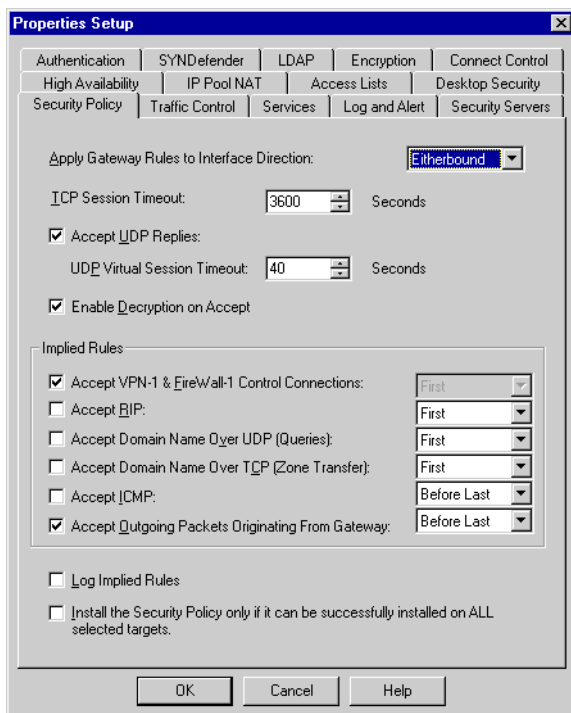 Properties Setup
Authentication SYNDefender LDAP Encryption Connect Control
High Availability IP Pool NAT Access Lists Desktop Security
Security Policy Traffic Control Services Log and Alert Security Servers
Apply Gateway Rules to Interface Direction: Eitherbound
TCP Session Timeout: 3600 Seconds
Accept UDP Replies:
UDP Virtual Session Timeout: 40 Seconds
Enable Decryption on Accept
Implied Rules
Accept VPN-1 & FireWall-1 Control Connections: First
Accept RIP: First
Accept Domain Name Over UDP (Queries): First
Accept Domain Name Over TCP (Zone Transfer): First
Accept ICMP: Before Last
Accept Outgoing Packets Originating From Gateway: Before Last
Log Implied Rules
Install the Security Policy only if it can be successfully installed on ALL
selected targets.
OK Cancel Help